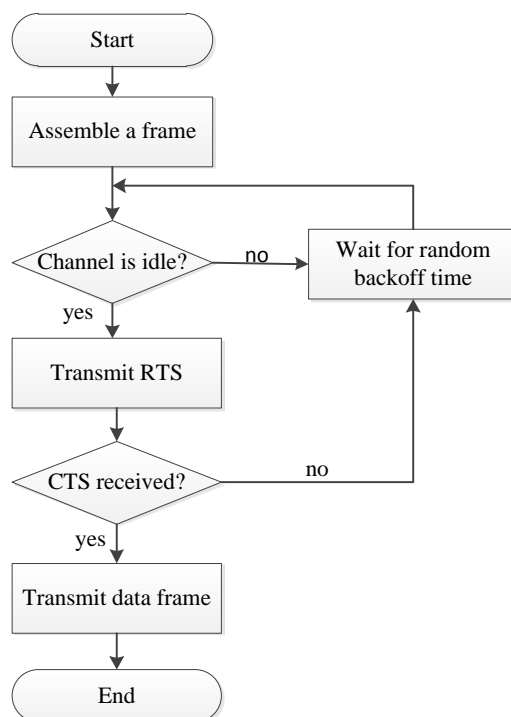 Start
Assemble a frame
Channel is idle?
no
Wait for random
backoff time
yes
Transmit RTS
CTS received?
no
yes
Transmit data frame
End